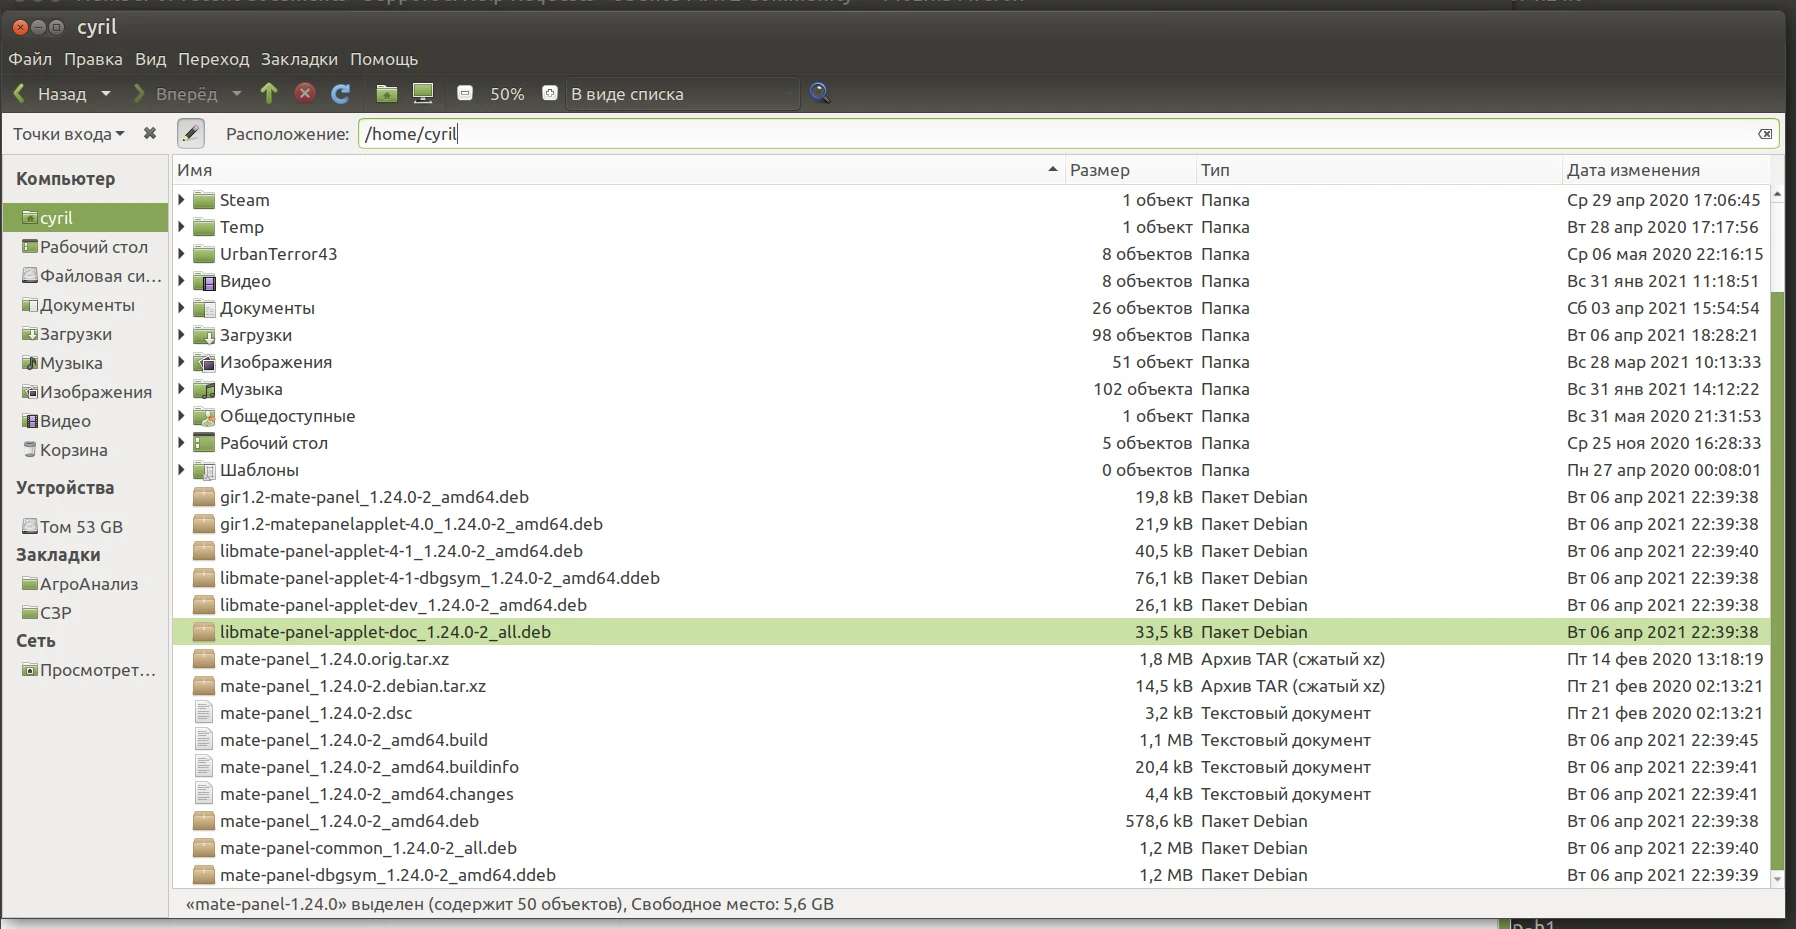 cyril
Файл Правка Вид Переход Закладки Помощь
Назад Вперёд 50% В виде списка
Точки входа Расположение: /home/cyril
Компьютер
cyril
Рабочий стол
Файловая си…
Документы
Загрузки
Музыка
Изображения
Видео
Корзина
Устройства
Том 53 GB
Закладки
АгроАнализ
СЗР
Сеть
Просмотрет…
Имя Размер Тип Дата изменения
Steam 1 объект Папка Ср 29 апр 2020 17:06:45
Temp 1 объект Папка Вт 28 апр 2020 17:17:56
UrbanTerror43 8 объектов Папка Ср 06 мая 2020 22:16:15
Видео 8 объектов Папка Вс 31 янв 2021 11:18:51
Документы 26 объектов Папка Сб 03 апр 2021 15:54:54
Загрузки 98 объектов Папка Вт 06 апр 2021 18:28:21
Изображения 51 объект Папка Вс 28 мар 2021 10:13:33
Музыка 102 объекта Папка Вс 31 янв 2021 14:12:22
Общедоступные 1 объект Папка Вс 31 мая 2020 21:31:53
Рабочий стол 5 объектов Папка Ср 25 ноя 2020 16:28:33
Шаблоны 0 объектов Папка Пн 27 апр 2020 00:08:01
gir1.2-mate-panel_1.24.0-2_amd64.deb 19,8 kB Пакет Debian Вт 06 апр 2021 22:39:38
gir1.2-matepanelapplet-4.0_1.24.0-2_amd64.deb 21,9 kB Пакет Debian Вт 06 апр 2021 22:39:38
libmate-panel-applet-4-1_1.24.0-2_amd64.deb 40,5 kB Пакет Debian Вт 06 апр 2021 22:39:40
libmate-panel-applet-4-1-dbgsym_1.24.0-2_amd64.ddeb 76,1 kB Пакет Debian Вт 06 апр 2021 22:39:38
libmate-panel-applet-dev_1.24.0-2_amd64.deb 26,1 kB Пакет Debian Вт 06 апр 2021 22:39:38
libmate-panel-applet-doc_1.24.0-2_all.deb 33,5 kB Пакет Debian Вт 06 апр 2021 22:39:38
mate-panel_1.24.0.orig.tar.xz 1,8 MB Архив TAR (сжатый xz) Пт 14 фев 2020 13:18:19
mate-panel_1.24.0-2.debian.tar.xz 14,5 kB Архив TAR (сжатый xz) Пт 21 фев 2020 02:13:21
mate-panel_1.24.0-2.dsc 3,2 kB Текстовый документ Пт 21 фев 2020 02:13:21
mate-panel_1.24.0-2_amd64.build 1,1 MB Текстовый документ Вт 06 апр 2021 22:39:45
mate-panel_1.24.0-2_amd64.buildinfo 20,4 kB Текстовый документ Вт 06 апр 2021 22:39:41
mate-panel_1.24.0-2_amd64.changes 4,4 kB Текстовый документ Вт 06 апр 2021 22:39:41
mate-panel_1.24.0-2_amd64.deb 578,6 kB Пакет Debian Вт 06 апр 2021 22:39:38
mate-panel-common_1.24.0-2_all.deb 1,2 MB Пакет Debian Вт 06 апр 2021 22:39:40
mate-panel-dbgsym_1.24.0-2_amd64.ddeb 1,2 MB Пакет Debian Вт 06 апр 2021 22:39:39
«mate-panel-1.24.0» выделен (содержит 50 объектов), Свободное место: 5,6 GB